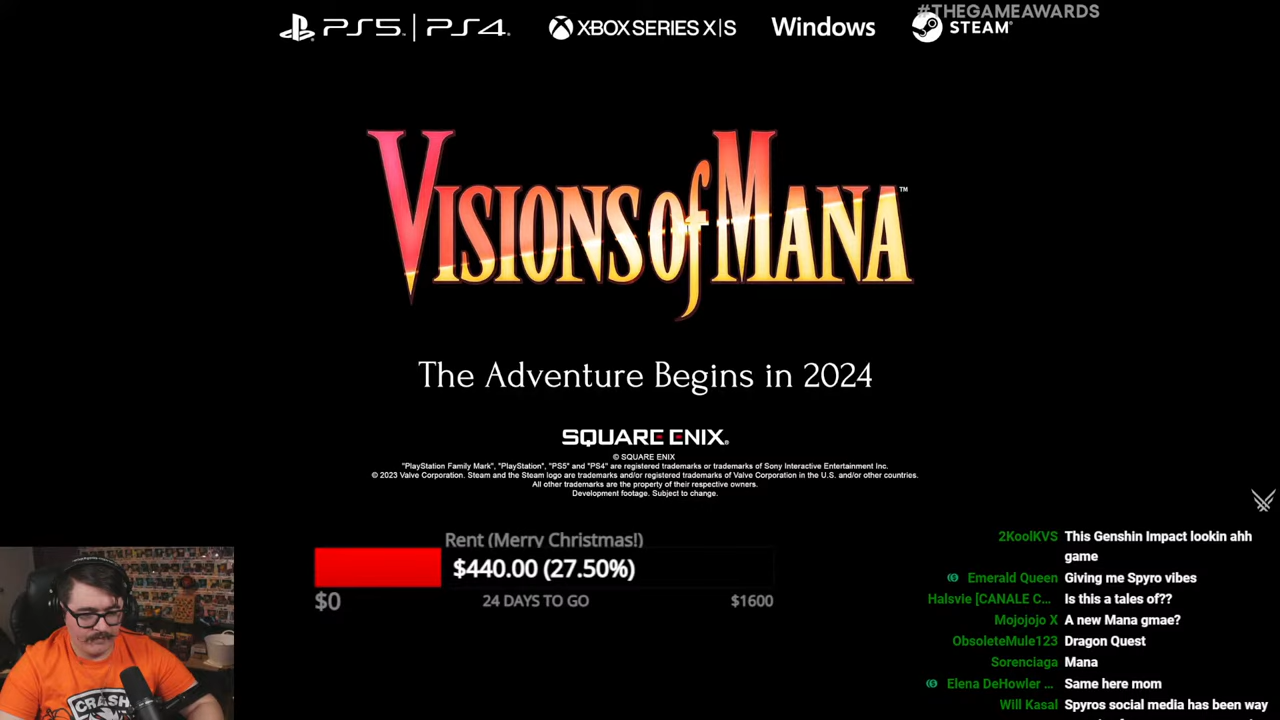 #THEGAMEAWARDS
PS5 | PS4 XBOX SERIES X|S Windows STEAM
VISIONS of MANA ™
The Adventure Begins in 2024
SQUARE ENIX.
© SQUARE ENIX
"PlayStation Family Mark", "PlayStation", "PS5" and "PS4" are registered trademarks or trademarks of Sony Interactive Entertainment Inc.
© 2023 Valve Corporation. Steam and the Steam logo are trademarks and/or registered trademarks of Valve Corporation in the U.S. and/or other countries.
All other trademarks are the property of their respective owners.
Development footage. Subject to change.
Rent (Merry Christmas!)
$440.00 (27.50%)
$0 24 DAYS TO GO $1600
CRASH
2KoolKVS This Genshin Impact lookin ahh
game
Emerald Queen Giving me Spyro vibes
Halsvie [CANALE C... Is this a tales of??
Mojojojo X A new Mana gmae?
ObsoleteMule123 Dragon Quest
Sorenciaga Mana
Elena DeHowler ... Same here mom
Will Kasal Spyros social media has been way